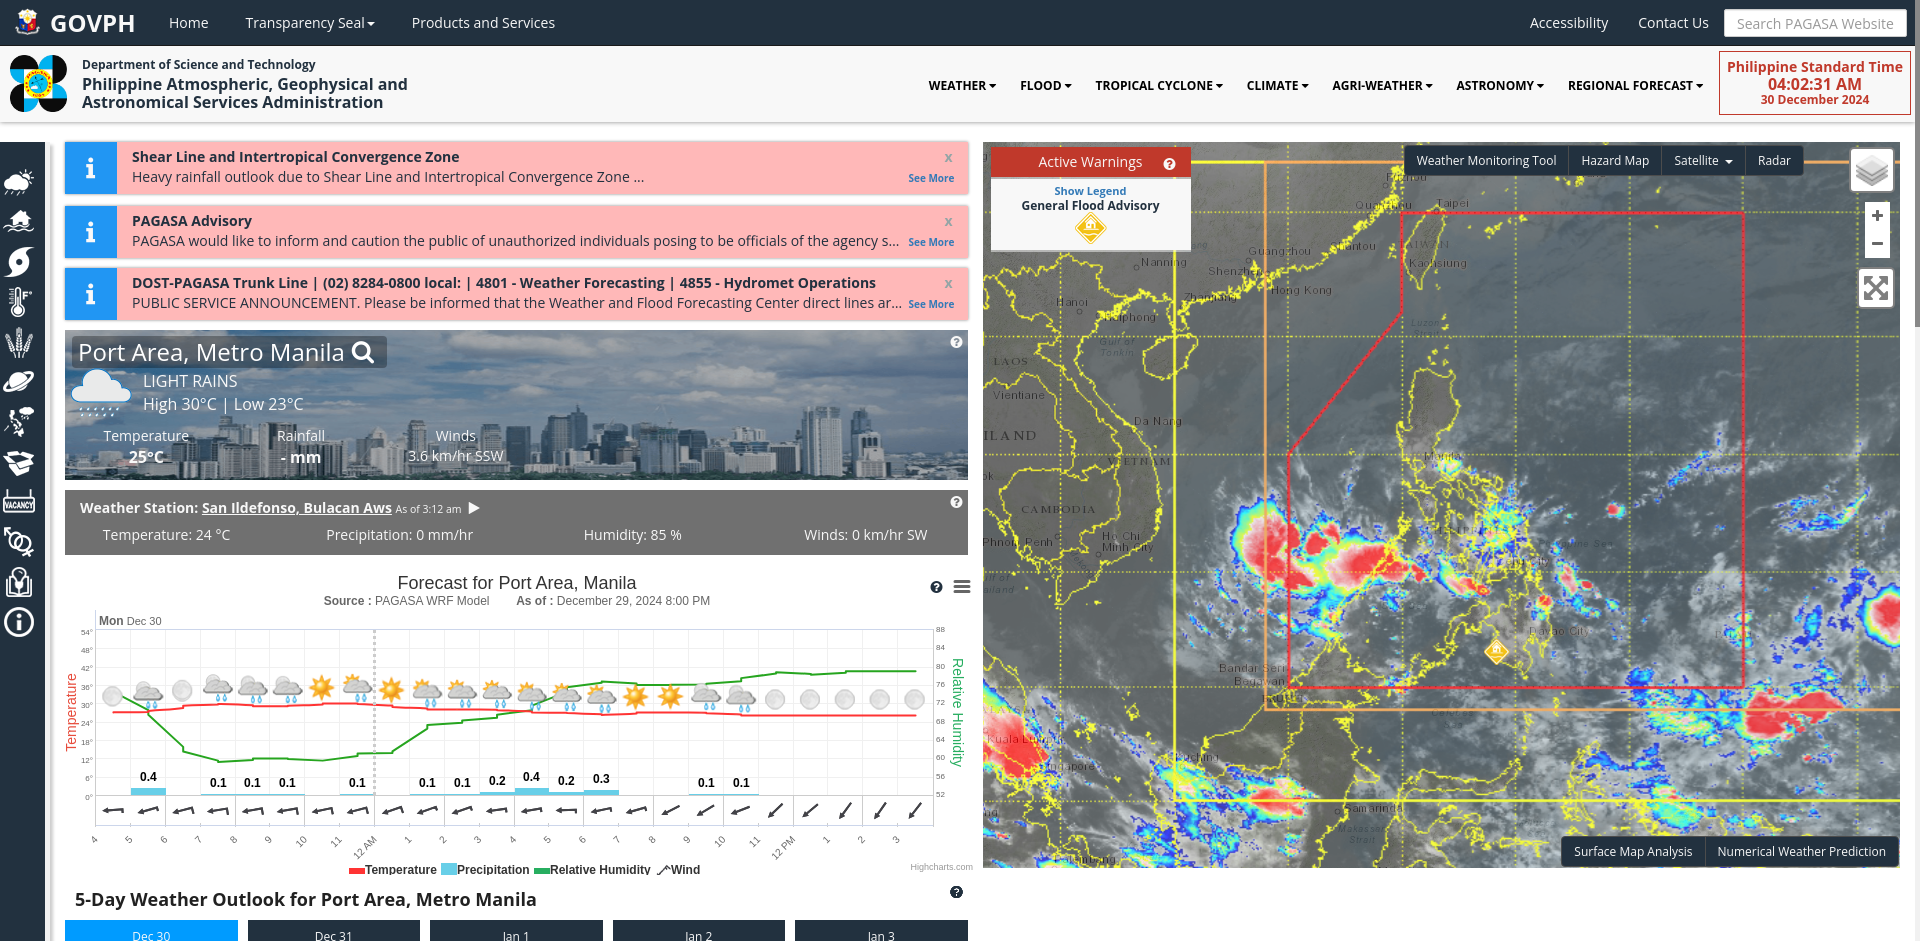 GOVPH
Home
Transparency Seal
Products and Services
Accessibility
Contact Us
Search PAGASA Website
Department of Science and Technology
Philippine Atmospheric, Geophysical and
Astronomical Services Administration
WEATHER
FLOOD
TROPICAL CYCLONE
CLIMATE
AGRI-WEATHER
ASTRONOMY
REGIONAL FORECAST
Philippine Standard Time
04:02:31 AM
30 December 2024
Shear Line and Intertropical Convergence Zone
x
Heavy rainfall outlook due to Shear Line and Intertropical Convergence Zone ...
See More
PAGASA Advisory
x
PAGASA would like to inform and caution the public of unauthorized individuals posing to be officials of the agency s...
See More
DOST-PAGASA Trunk Line | (02) 8284-0800 local: | 4801 - Weather Forecasting | 4855 - Hydromet Operations
x
PUBLIC SERVICE ANNOUNCEMENT. Please be informed that the Weather and Flood Forecasting Center direct lines ar...
See More
VACANCY
Port Area, Metro Manila
LIGHT RAINS
High 30°C | Low 23°C
Temperature
Rainfall
Winds
25°C
- mm
3.6 km/hr SSW
Weather Station: San Ildefonso, Bulacan Aws As of 3:12 am
Temperature: 24 °C
Precipitation: 0 mm/hr
Humidity: 85 %
Winds: 0 km/hr SW
Forecast for Port Area, Manila
Source : PAGASA WRF Model As of : December 29, 2024 8:00 PM
Mon Dec 30
Temperature
54°
48°
42°
36°
30°
24°
18°
12°
6°
0°
88
84
80
76
72
68
64
60
56
52
Relative Humidity
0.4
0.1
0.1
0.1
0.1
0.1
0.1
0.2
0.4
0.2
0.3
0.1
0.1
4
5
6
7
8
9
10
11
12 AM
1
2
3
4
5
6
7
8
9
10
11
12 PM
1
2
3
Temperature
Precipitation
Relative Humidity
Wind
Highcharts.com
5-Day Weather Outlook for Port Area, Metro Manila
Dec 30
Dec 31
Jan 1
Jan 2
Jan 3
Active Warnings
Show Legend
General Flood Advisory
Weather Monitoring Tool
Hazard Map
Satellite
Radar
+
−
Taipei
Guangzhou
Shantou
Nanning
Shenzhen
Kaohsiung
Hong Kong
Zhanjiang
Hanoi
Haiphong
Luzon
Gulf of
Tonkin
LAOS
Vientiane
Da Nang
ILAND
VIETNAM
Manila
CAMBODIA
Phnom Penh
Ho Chi
Minh City
Davao City
Bandar Seri
Begawan
Kuala Lum
Kuching
Samarinda
Makassar
Strait
Surface Map Analysis
Numerical Weather Prediction